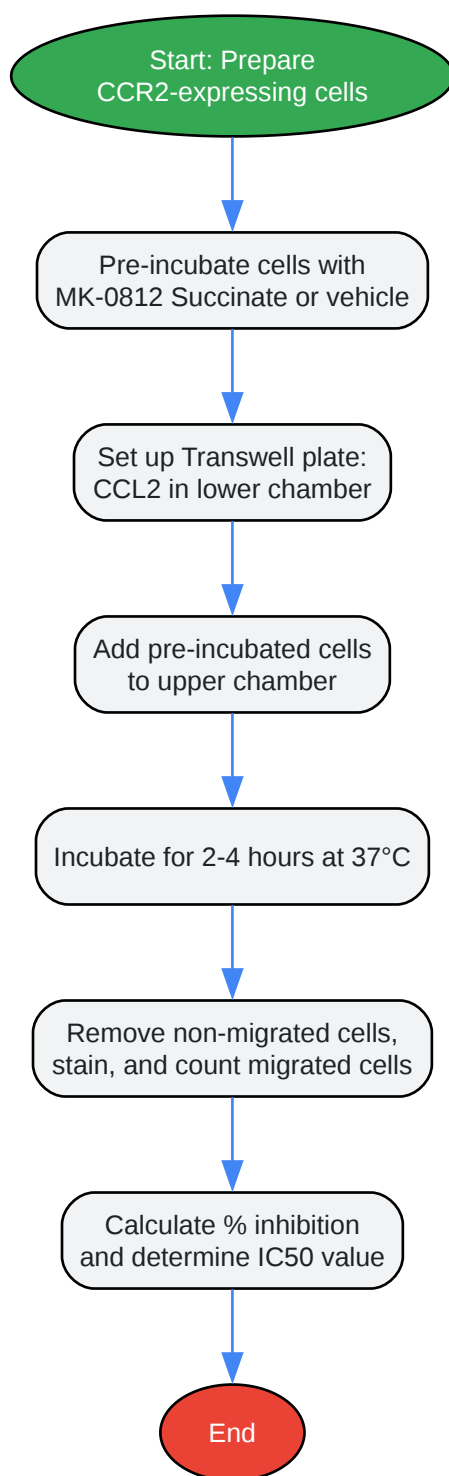 Start: Prepare
CCR2-expressing cells
Pre-incubate cells with
MK-0812 Succinate or vehicle
Set up Transwell plate:
CCL2 in lower chamber
Add pre-incubated cells
to upper chamber
Incubate for 2-4 hours at 37°C
Remove non-migrated cells,
stain, and count migrated cells
Calculate % inhibition
and determine IC50 value
End